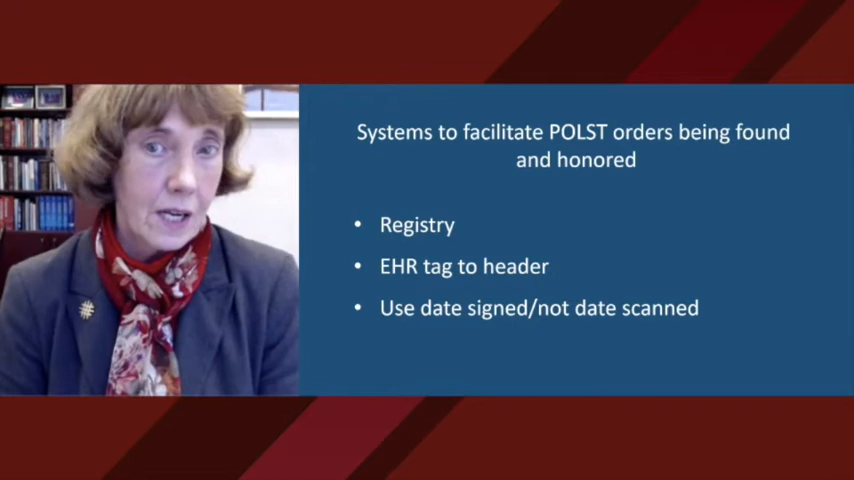 Systems to facilitate POLST orders being found
and honored
• Registry
• EHR tag to header
• Use date signed/not date scanned